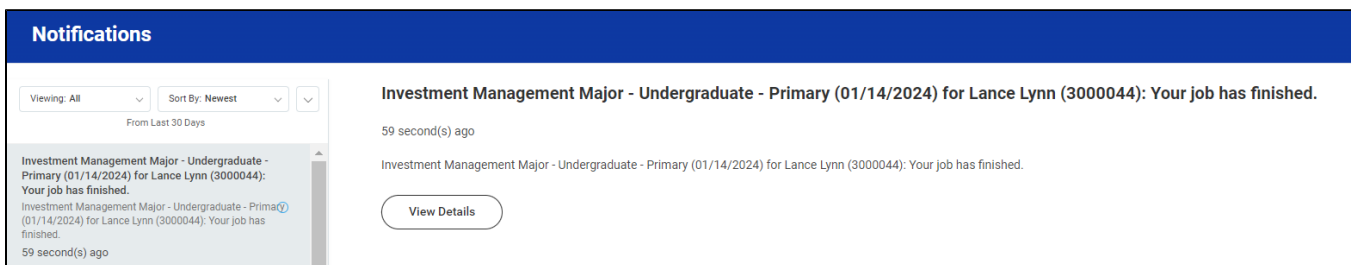 Notifications
Viewing: All
Sort By: Newest
From Last 30 Days
Investment Management Major - Undergraduate -
Primary (01/14/2024) for Lance Lynn (3000044):
Your job has finished.
Investment Management Major - Undergraduate - Primary
(01/14/2024) for Lance Lynn (3000044): Your job has
finished.
59 second(s) ago
Investment Management Major - Undergraduate - Primary (01/14/2024) for Lance Lynn (3000044): Your job has finished.
59 second(s) ago
Investment Management Major - Undergraduate - Primary (01/14/2024) for Lance Lynn (3000044): Your job has finished.
View Details